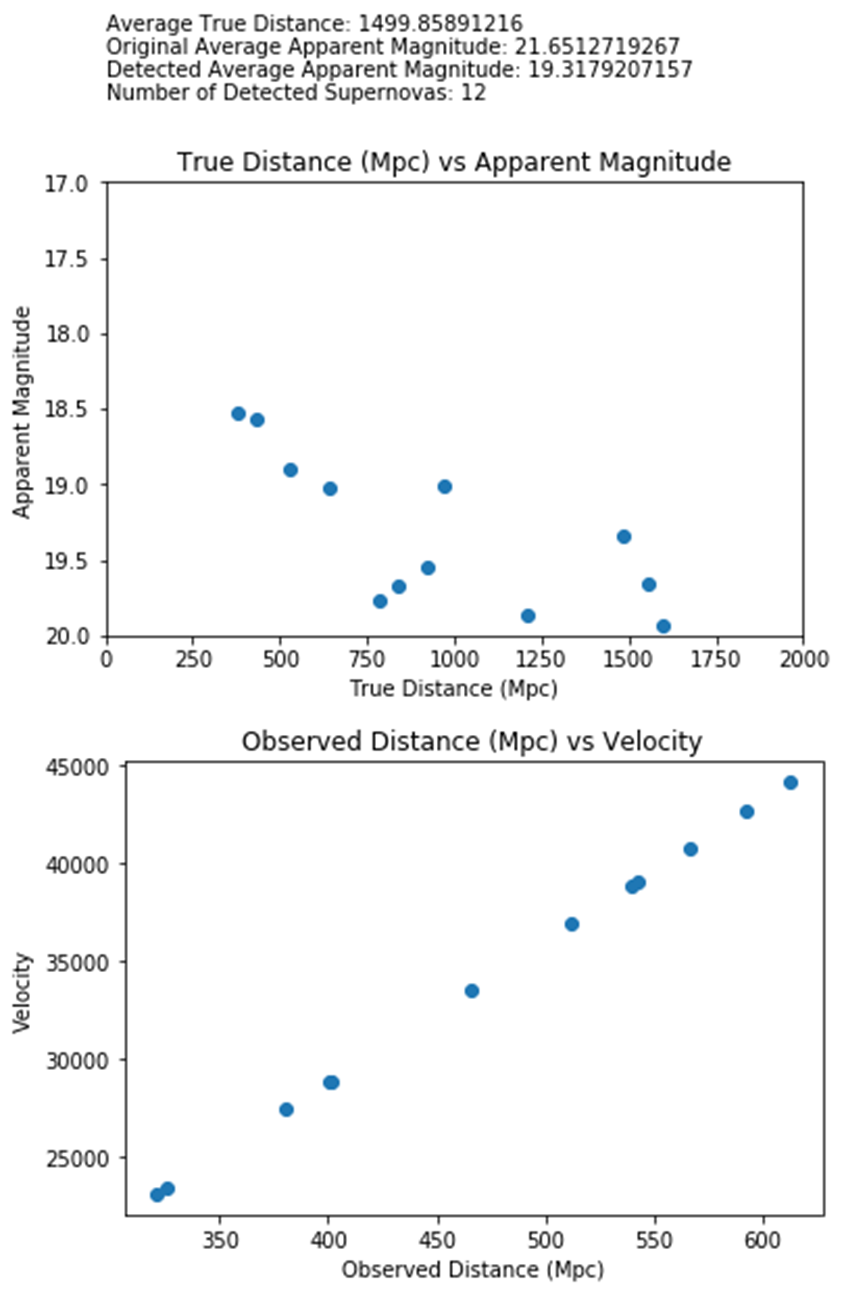 Average True Distance: 1499.85891216
Original Average Apparent Magnitude: 21.6512719267
Detected Average Apparent Magnitude: 19.3179207157
Number of Detected Supernovas: 12
True Distance (Mpc) vs Apparent Magnitude
17.0
17.5
18.0
18.5
19.0
19.5
20.0
Apparent Magnitude
0 250 500 750 1000 1250 1500 1750 2000
True Distance (Mpc)
Observed Distance (Mpc) vs Velocity
45000
40000
35000
30000
25000
Velocity
350 400 450 500 550 600
Observed Distance (Mpc)